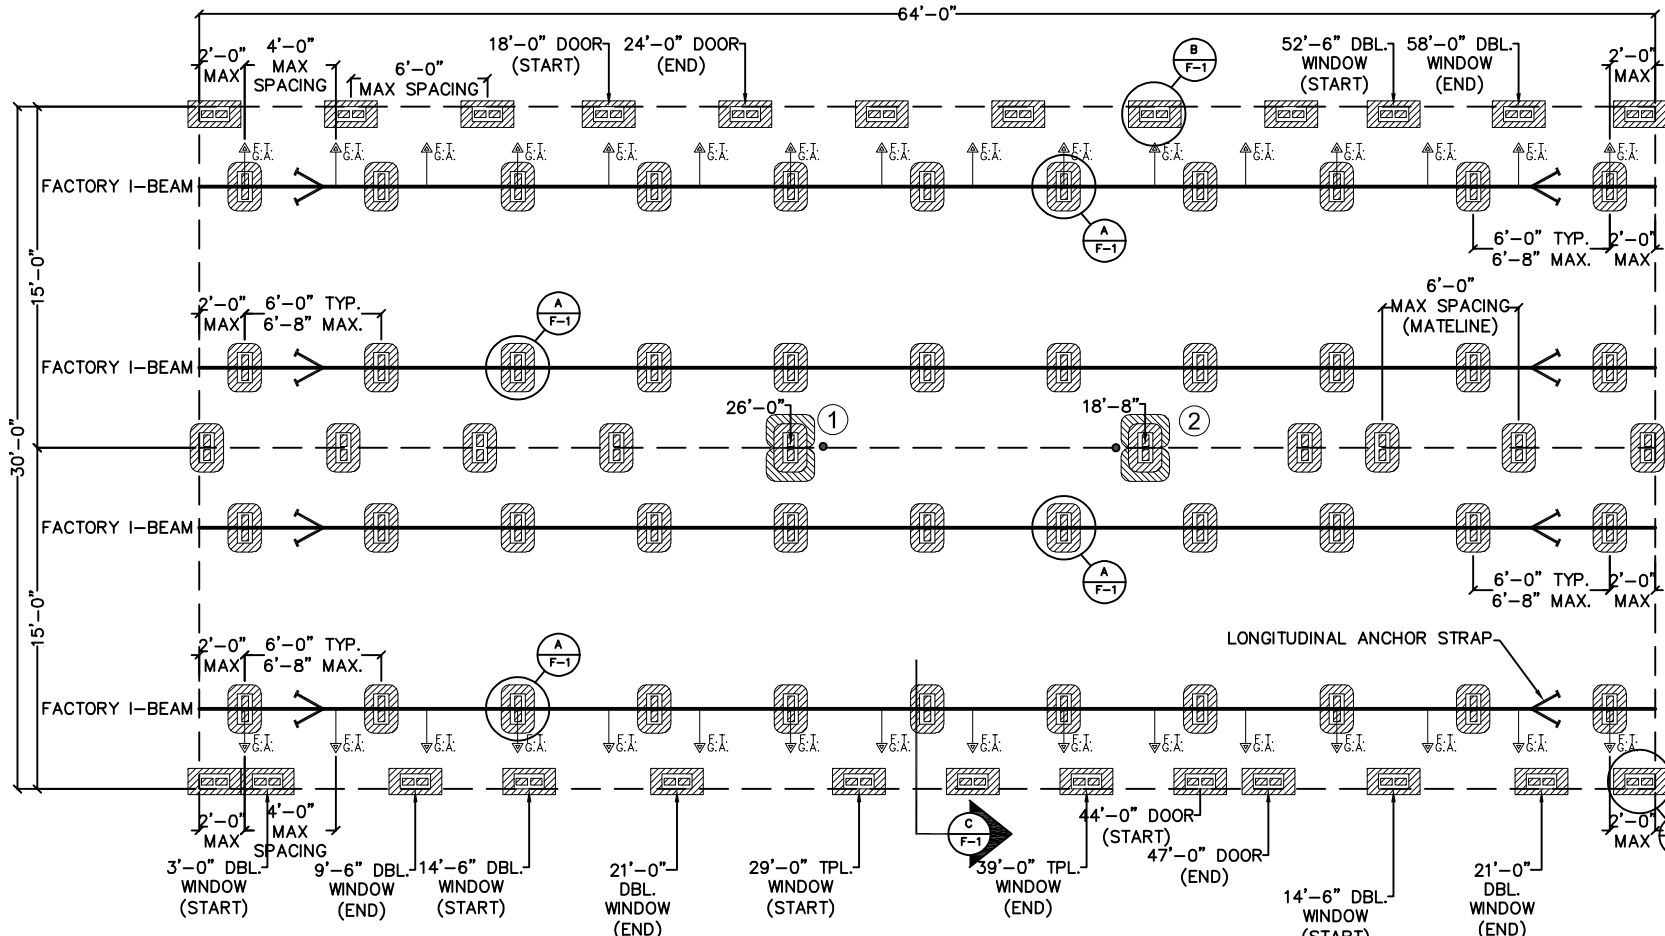 64'-0"
2'-0"
MAX
4'-0"
MAX
SPACING
6'-0"
MAX SPACING
18'-0" DOOR
(START)
24'-0" DOOR
(END)
B
F-1
52'-6" DBL.
WINDOW
(START)
58'-0" DBL.
WINDOW
(END)
2'-0"
MAX
F.T.
G.A.
F.T.
G.A.
F.T.
G.A.
F.T.
G.A.
F.T.
G.A.
F.T.
G.A.
F.T.
G.A.
F.T.
G.A.
F.T.
G.A.
F.T.
G.A.
F.T.
G.A.
F.T.
G.A.
F.T.
G.A.
F.T.
G.A.
F.T.
G.A.
F.T.
G.A.
FACTORY I-BEAM
A
F-1
6'-0" TYP.
6'-8" MAX.
2'-0"
MAX
15'-0"
30'-0"
2'-0"
MAX
6'-0" TYP.
6'-8" MAX.
A
F-1
6'-0"
MAX SPACING
(MATELINE)
FACTORY I-BEAM
26'-0"
1
18'-8"
2
FACTORY I-BEAM
A
F-1
6'-0" TYP.
6'-8" MAX.
2'-0"
MAX
15'-0"
2'-0"
MAX
6'-0" TYP.
6'-8" MAX.
A
F-1
LONGITUDINAL ANCHOR STRAP
FACTORY I-BEAM
F.T.
G.A.
F.T.
G.A.
F.T.
G.A.
F.T.
G.A.
F.T.
G.A.
F.T.
G.A.
F.T.
G.A.
F.T.
G.A.
F.T.
G.A.
F.T.
G.A.
F.T.
G.A.
F.T.
G.A.
F.T.
G.A.
F.T.
G.A.
F.T.
G.A.
F.T.
G.A.
2'-0"
MAX
4'-0"
MAX
SPACING
C
F-1
44'-0" DOOR
(START)
47'-0" DOOR
(END)
2'-0"
MAX
3'-0" DBL.
WINDOW
(START)
9'-6" DBL.
WINDOW
(END)
14'-6" DBL.
WINDOW
(START)
21'-0"
DBL.
WINDOW
(END)
29'-0" TPL.
WINDOW
(START)
39'-0" TPL.
WINDOW
(END)
14'-6" DBL.
WINDOW
(START)
21'-0"
DBL.
WINDOW
(END)